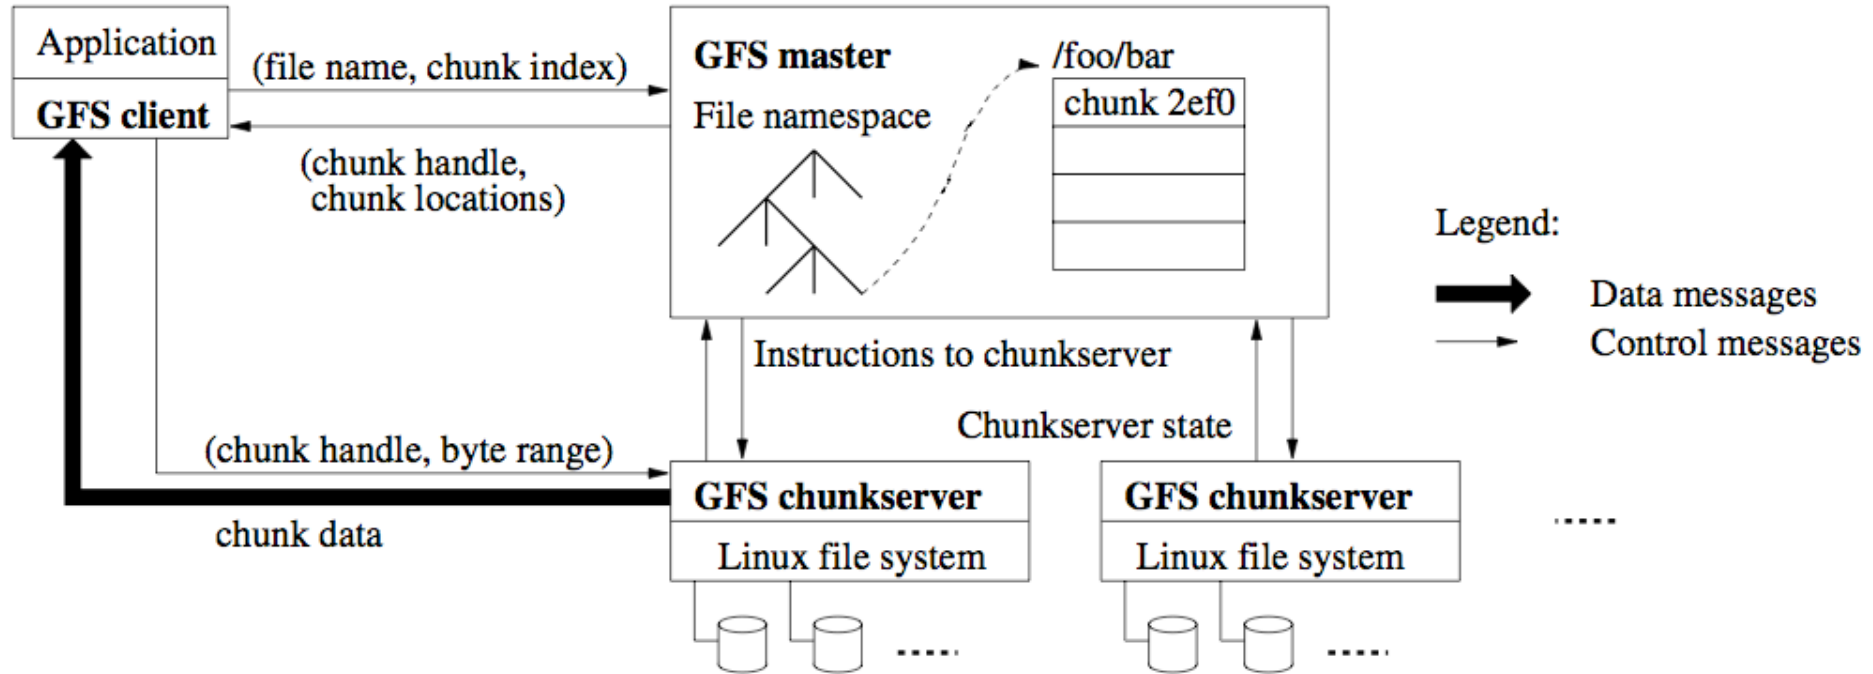 Application
GFS client
(file name, chunk index)
(chunk handle,
chunk locations)
GFS master
File namespace
/foo/bar
chunk 2ef0
Legend:
Data messages
Control messages
Instructions to chunkserver
Chunkserver state
(chunk handle, byte range)
chunk data
GFS chunkserver
Linux file system
GFS chunkserver
Linux file system